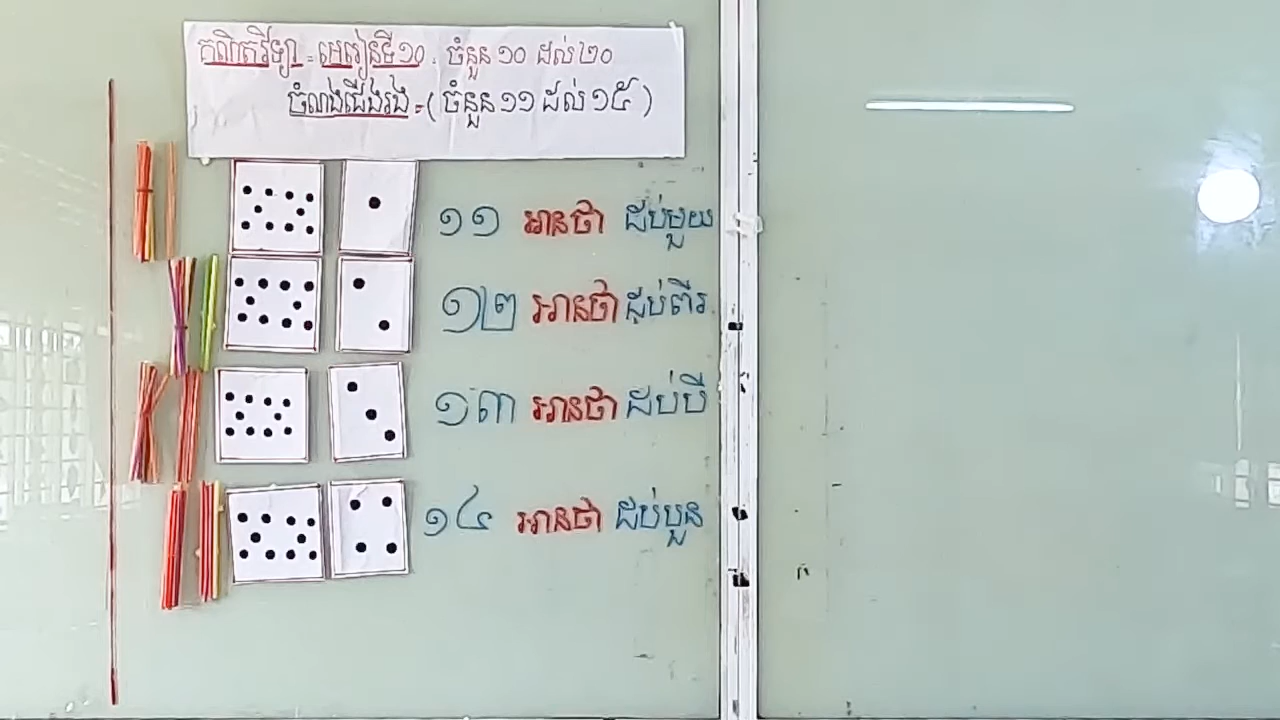 គណិតវិទ្យា = មេរៀនទី១០ . ចំនួន ១០ ដល់២០
ចំណងជើងរង =( ចំនួន១១ ដល់ ១៥ )
១១ អានថា ដប់មួយ
១២ អានថា ដប់ពីរ
១៣ អានថា ដប់បី
១៤ អានថា ដប់បួន